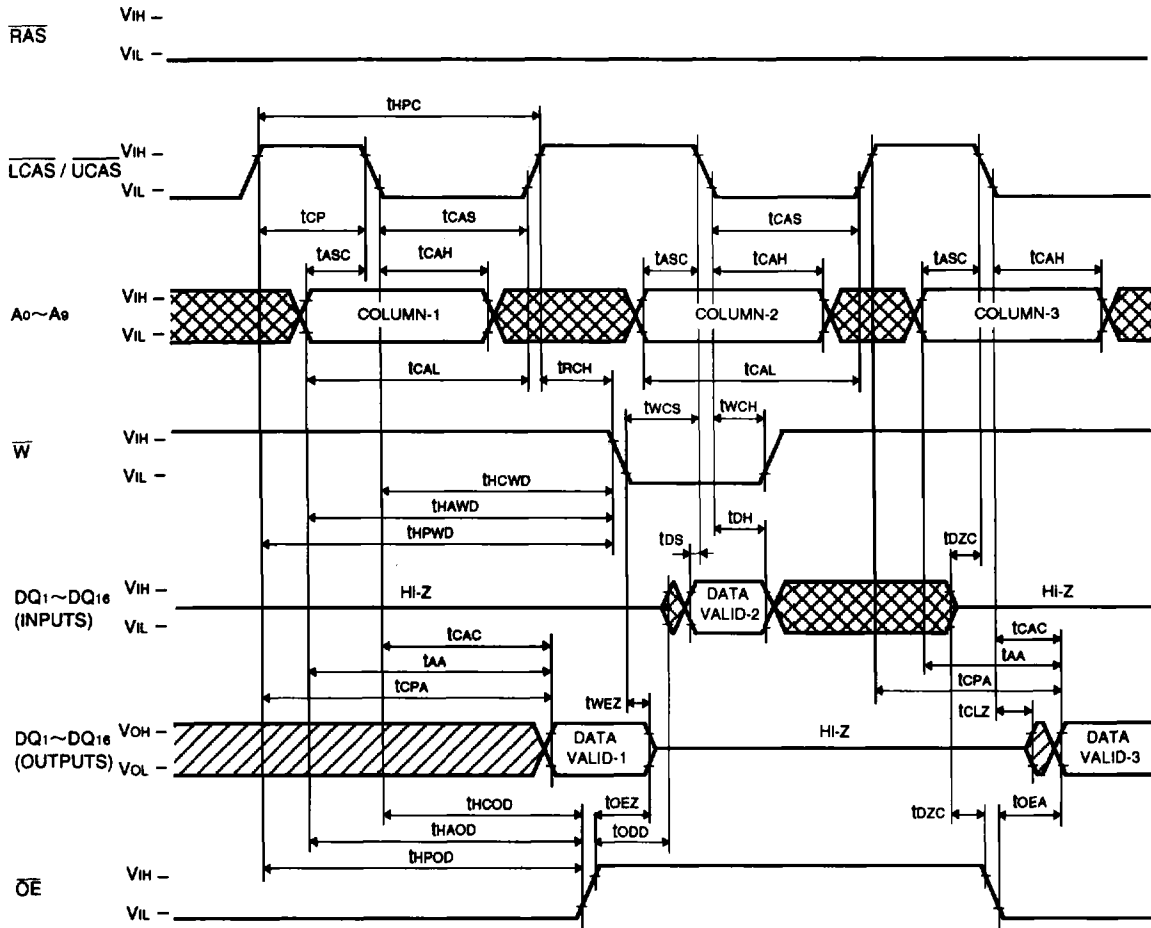 RAS
VIH
VIL
tHPC
LCAS / UCAS
VIH
VIL
tCP
tCAS
tCAS
tASC
tCAH
tASC
tCAH
tASC
tCAH
A0~A9
VIH
VIL
COLUMN-1
COLUMN-2
COLUMN-3
tCAL
tRCH
tCAL
tWCS
tWCH
W
VIH
VIL
tHCWD
tHAWD
tHPWD
tDH
tDS
tDZC
DQ1~DQ16
(INPUTS)
VIH
VIL
Hi-Z
DATA
VALID-2
Hi-Z
tCAC
tAA
tCPA
tWEZ
tCAC
tAA
tCPA
tCLZ
DQ1~DQ16
(OUTPUTS)
VOH
VOL
DATA
VALID-1
Hi-Z
DATA
VALID-3
tHCOD
tHAOD
tHPOD
tOEZ
tODD
tDZC
tOEA
OE
VIH
VIL